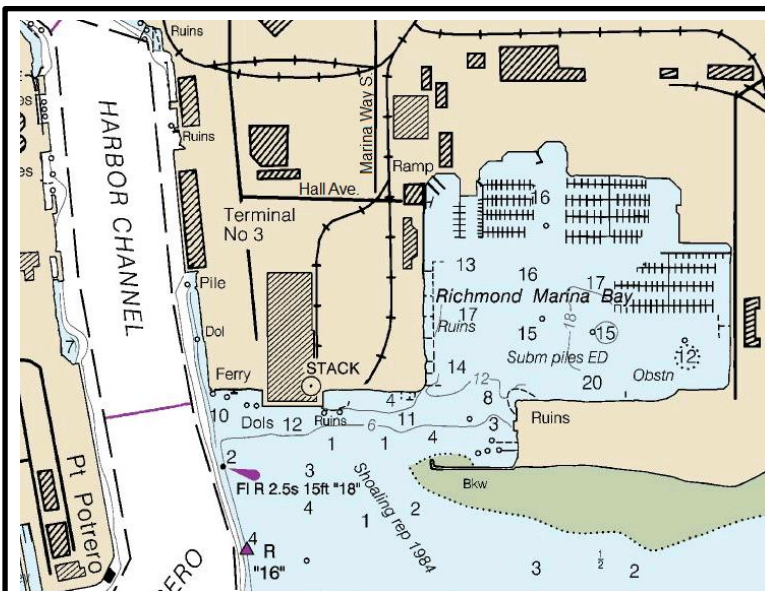 Ruins
Ruins
HARBOR CHANNEL
Marina Way S.
Ramp
Hall Ave.
Terminal
No 3
16
13
16
17
Richmond Marina Bay
Pile
Dol
17
Ruins
15
18
15
Subm piles ED
12
Obstn
7
Ferry
STACK
14
12
20
10
4
8
Dols
12
Ruins
6
11
4
3
Ruins
1
1
2
3
Bkw
Fl R 2.5s 15ft "18"
Shoaling rep 1984
4
1
2
Pt Potrero
4
R
"16"
3
1/2
2